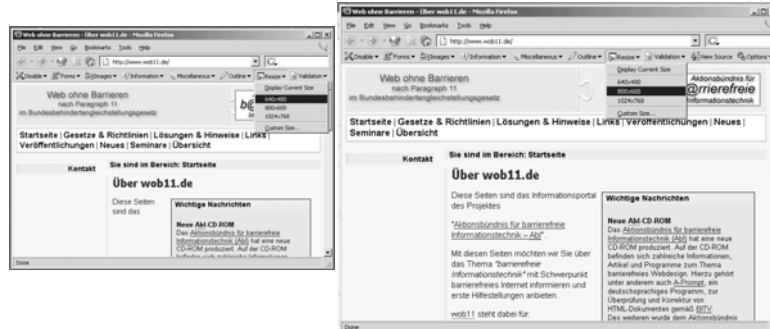 Web ohne Barrieren - Über wob11.de - Mozilla Firefox
File Edit View Go Bookmarks Tools Help
http://www.wob11.de/
Disable Forms Images Information Miscellaneous Outline Resize Validation
Display Current Size
640x480
800x600
1024x768
Custom Size...
Web ohne Barrieren
nach Paragraph 11
im Bundesbehindertengleichstellungsgesetz
Startseite | Gesetze & Richtlinien | Lösungen & Hinweise | Links |
Veröffentlichungen | Neues | Seminare | Übersicht
Kontakt
Sie sind im Bereich: Startseite
Über wob11.de
Diese Seiten
sind das
Wichtige Nachrichten
Neue AbI-CD-ROM
Das Aktionsbündnis für barrierefreie
Informationstechnik (AbI) hat eine neue
CD-ROM produziert. Auf der CD-ROM
befinden sich zahlreiche Informationen,
Done
Web ohne Barrieren - Über wob11.de - Mozilla Firefox
File Edit View Go Bookmarks Tools Help
http://www.wob11.de/
Disable Forms Images Information Miscellaneous Outline Resize Validation View Source Options
Display Current Size
640x480
800x600
1024x768
Custom Size...
Web ohne Barrieren
nach Paragraph 11
im Bundesbehindertengleichstellungsgesetz
Aktionsbündnis für
@rrierefreie
Informationstechnik
Startseite | Gesetze & Richtlinien | Lösungen & Hinweise | Links | Veröffentlichungen | Neues |
Seminare | Übersicht
Kontakt
Sie sind im Bereich: Startseite
Über wob11.de
Diese Seiten sind das Informationsportal
des Projektes
"Aktionsbündnis für barrierefreie
Informationstechnik – AbI".
Mit diesen Seiten möchten wir Sie über
das Thema "barrierefreie
Informationstechnik" mit Schwerpunkt
barrierefreies Internet informieren und
erste Hilfestellungen anbieten.
wob11 steht dabei für:
Wichtige Nachrichten
Neue AbI-CD-ROM
Das Aktionsbündnis für barrierefreie
Informationstechnik (AbI) hat eine neue
CD-ROM produziert. Auf der CD-ROM
befinden sich zahlreiche Informationen,
Artikel und Programme zum Thema
barrierefreies Webdesign. Hierzu gehört
unter anderem auch A-Prompt, ein
deutschsprachiges Programm, zur
Überprüfung und Korrektur von
HTML-Dokumenten gemäß BITV.
Des weiteren wurde dem Aktionsbündnis
Done